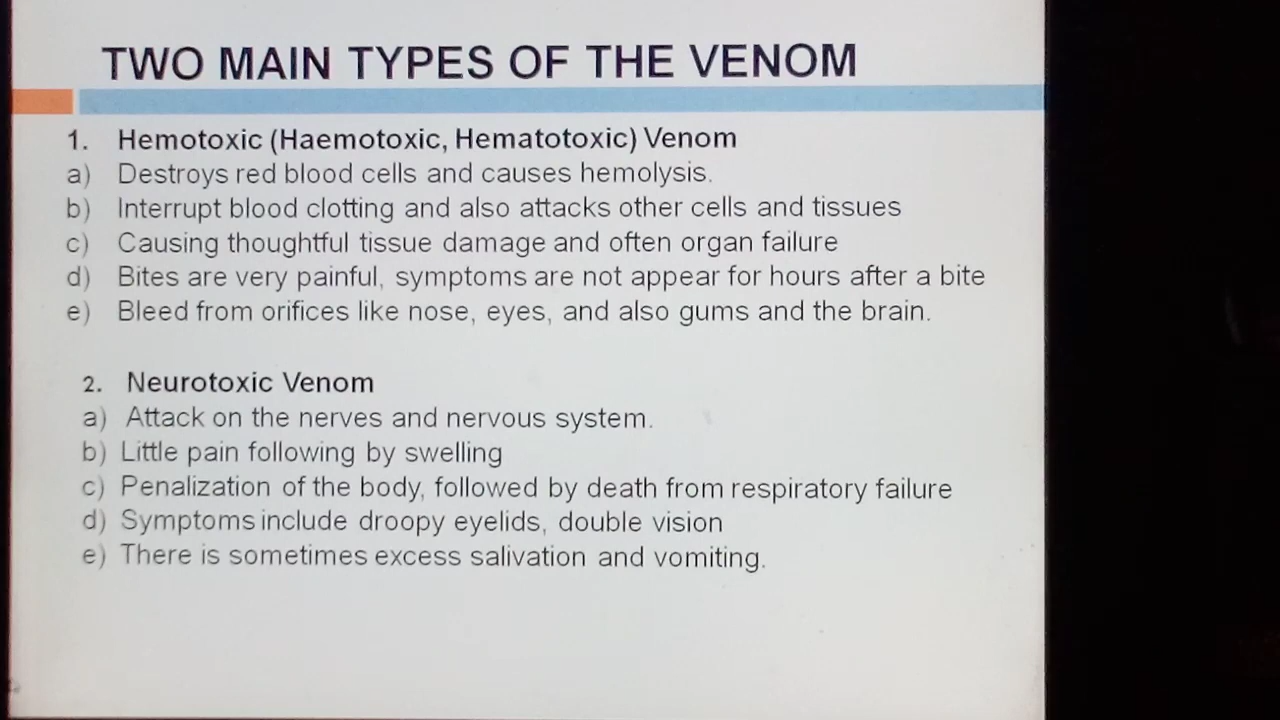 TWO MAIN TYPES OF THE VENOM
1. Hemotoxic (Haemotoxic, Hematotoxic) Venom
a) Destroys red blood cells and causes hemolysis.
b) Interrupt blood clotting and also attacks other cells and tissues
c) Causing thoughtful tissue damage and often organ failure
d) Bites are very painful, symptoms are not appear for hours after a bite
e) Bleed from orifices like nose, eyes, and also gums and the brain.
2. Neurotoxic Venom
a) Attack on the nerves and nervous system.
b) Little pain following by swelling
c) Penalization of the body, followed by death from respiratory failure
d) Symptoms include droopy eyelids, double vision
e) There is sometimes excess salivation and vomiting.